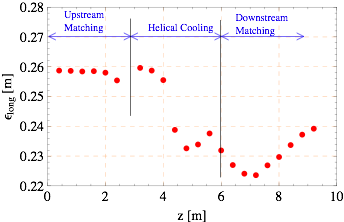 0.28
0.27
0.26
0.25
0.24
0.23
0.22
ϵlong [m]
Upstream
Matching
Helical Cooling
Downstream
Matching
0 2 4 6 8 10
z [m]